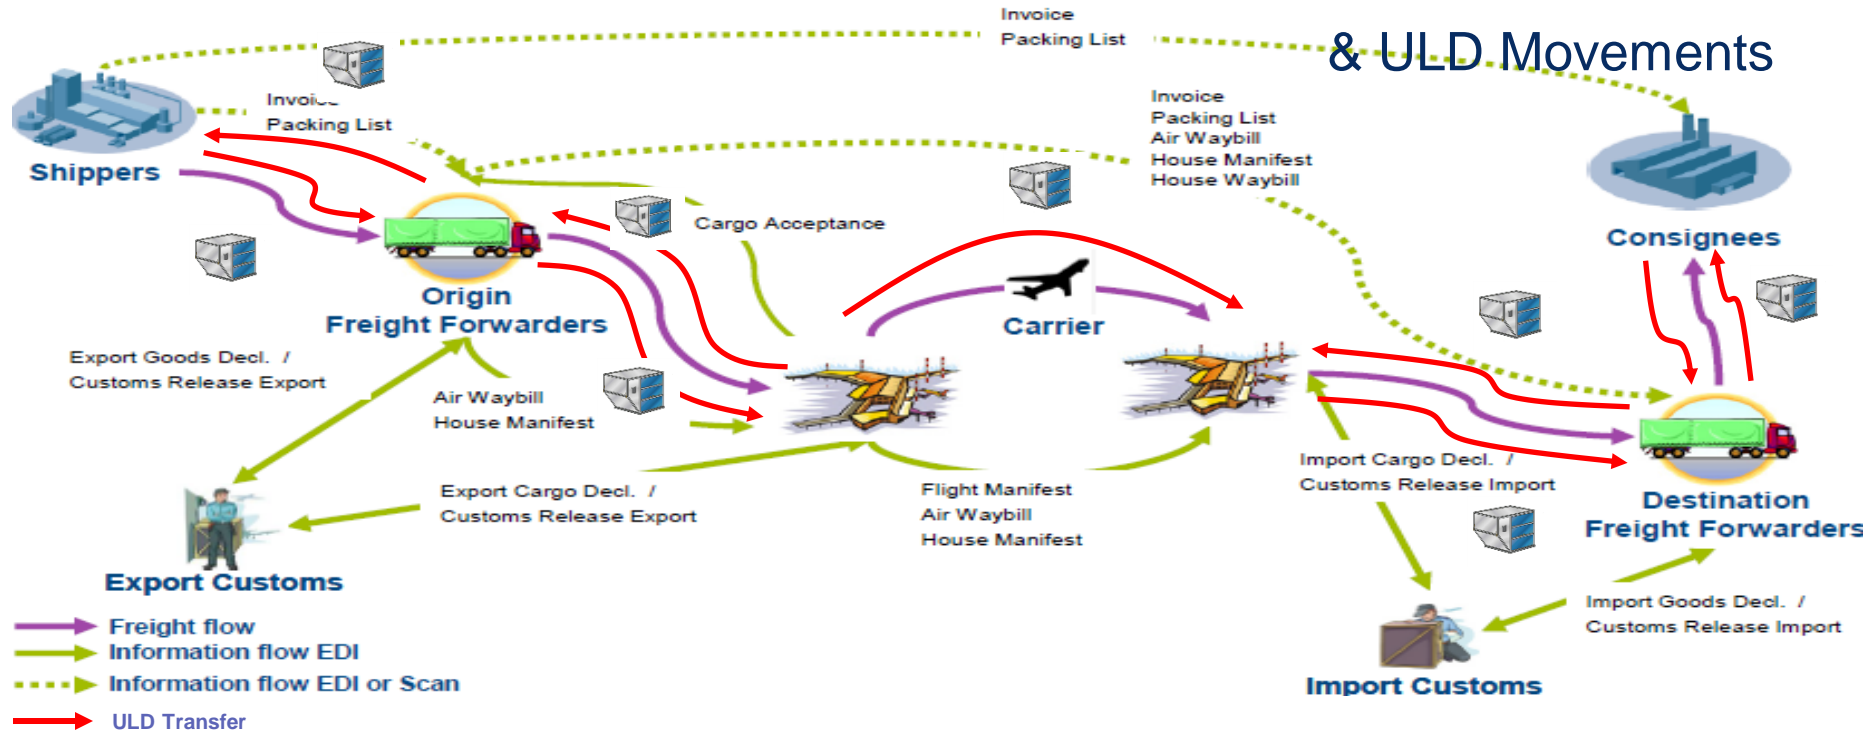 & ULD Movements
Invoice
Packing List
Invoice
Packing List
Shippers
Invoice
Packing List
Air Waybill
House Manifest
House Waybill
Cargo Acceptance
Consignees
Origin
Freight Forwarders
Carrier
Export Goods Decl. /
Customs Release Export
Air Waybill
House Manifest
Export Cargo Decl. /
Customs Release Export
Flight Manifest
Air Waybill
House Manifest
Import Cargo Decl. /
Customs Release Import
Destination
Freight Forwarders
Export Customs
Import Goods Decl. /
Customs Release Import
Import Customs
Freight flow
Information flow EDI
Information flow EDI or Scan
ULD Transfer